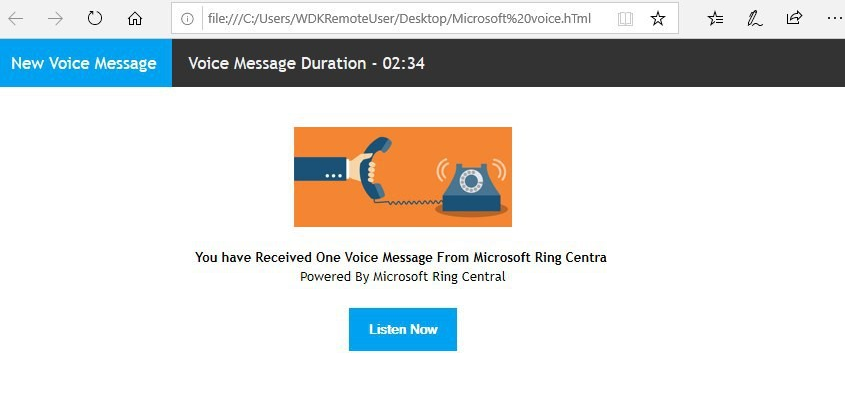 file:///C:/Users/WDKRemoteUser/Desktop/Microsoft%20voice.hTml
New Voice Message
Voice Message Duration - 02:34
You have Received One Voice Message From Microsoft Ring Centra
Powered By Microsoft Ring Central
Listen Now